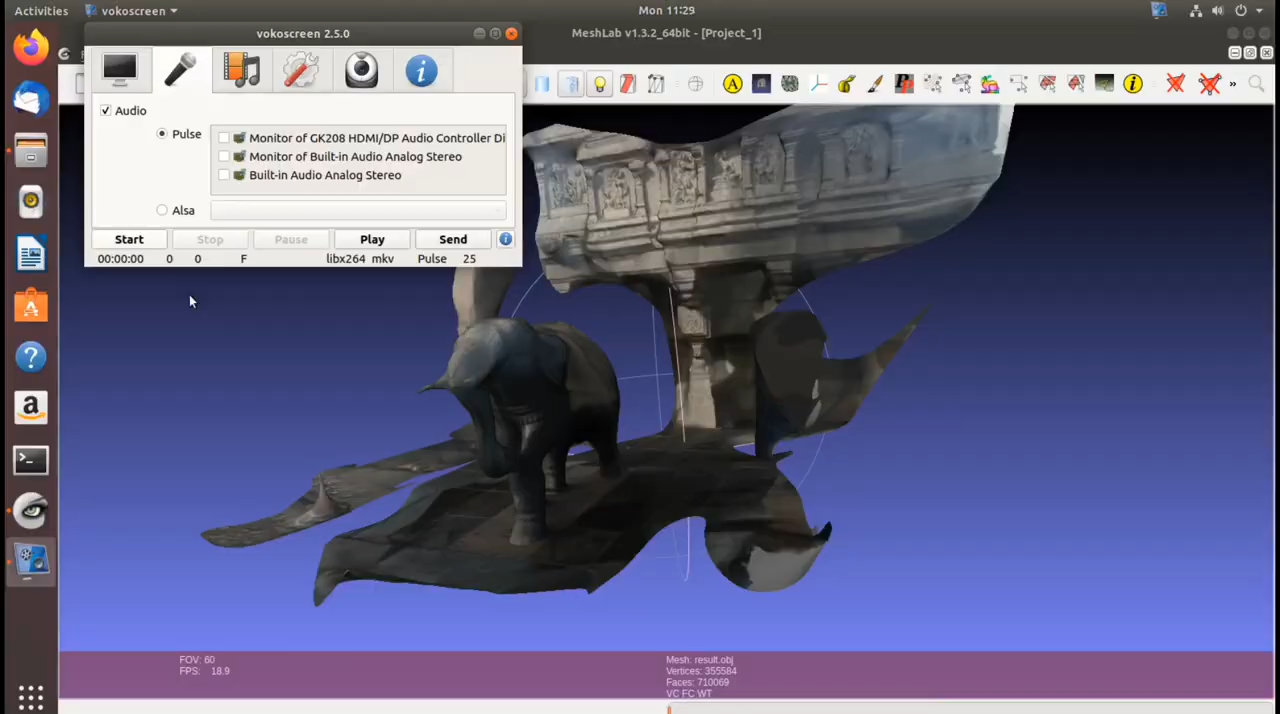 Activities
vokoscreen
Mon 11:29
vokoscreen 2.5.0
MeshLab v1.3.2_64bit - [Project_1]
Audio
Pulse
Monitor of GK208 HDMI/DP Audio Controller Di
Monitor of Built-in Audio Analog Stereo
Built-in Audio Analog Stereo
Alsa
Start
Stop
Pause
Play
Send
00:00:00
0
0
F
libx264 mkv
Pulse
25
FOV: 60
FPS: 18.9
Mesh: result.obj
Vertices: 355584
Faces: 710069
VC FC WT